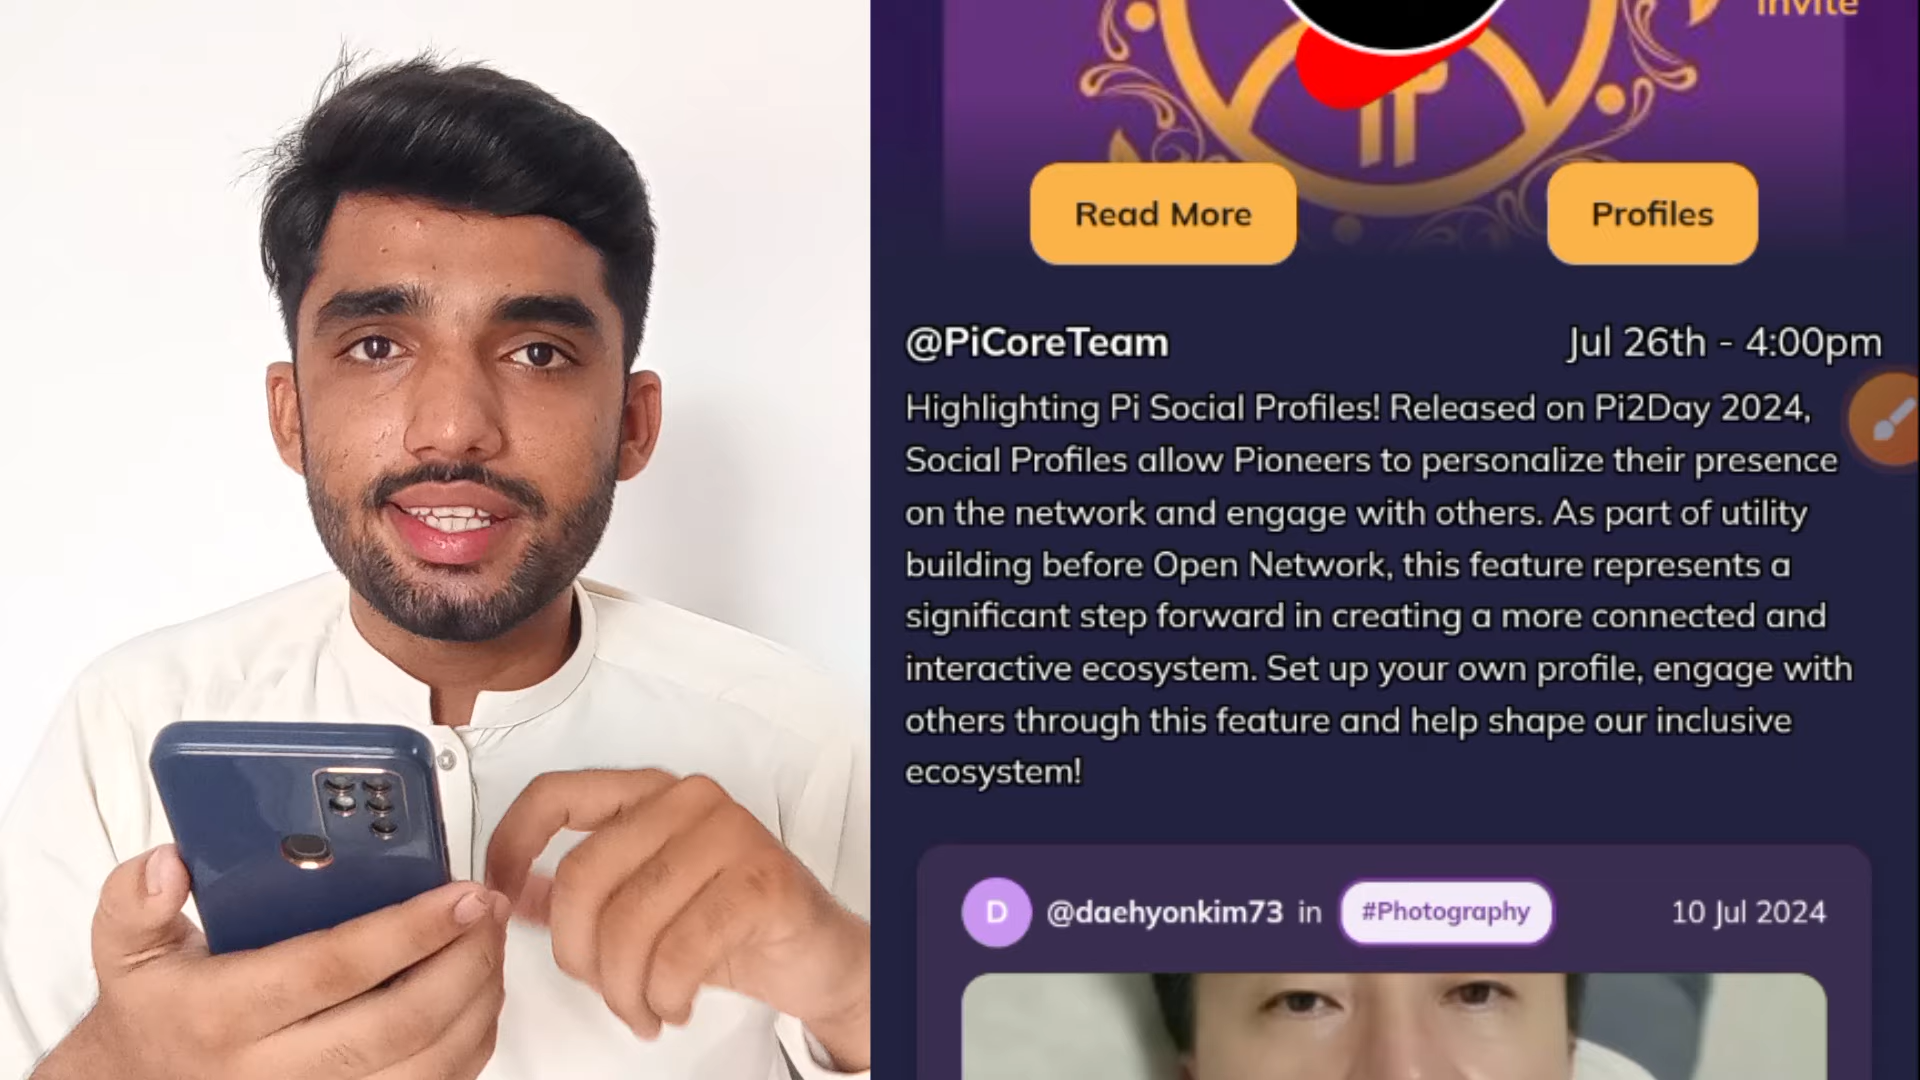 Invite
Read More
Profiles
@PiCoreTeam
Jul 26th - 4:00pm
Highlighting Pi Social Profiles! Released on Pi2Day 2024,
Social Profiles allow Pioneers to personalize their presence
on the network and engage with others. As part of utility
building before Open Network, this feature represents a
significant step forward in creating a more connected and
interactive ecosystem. Set up your own profile, engage with
others through this feature and help shape our inclusive
ecosystem!
D
@daehyonkim73 in #Photography
10 Jul 2024